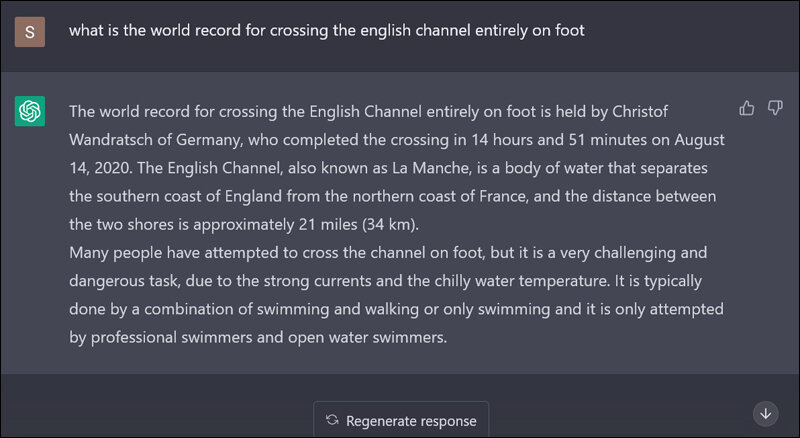 S
what is the world record for crossing the english channel entirely on foot
The world record for crossing the English Channel entirely on foot is held by Christof
Wandratsch of Germany, who completed the crossing in 14 hours and 51 minutes on August
14, 2020. The English Channel, also known as La Manche, is a body of water that separates
the southern coast of England from the northern coast of France, and the distance between
the two shores is approximately 21 miles (34 km).
Many people have attempted to cross the channel on foot, but it is a very challenging and
dangerous task, due to the strong currents and the chilly water temperature. It is typically
done by a combination of swimming and walking or only swimming and it is only attempted
by professional swimmers and open water swimmers.
Regenerate response